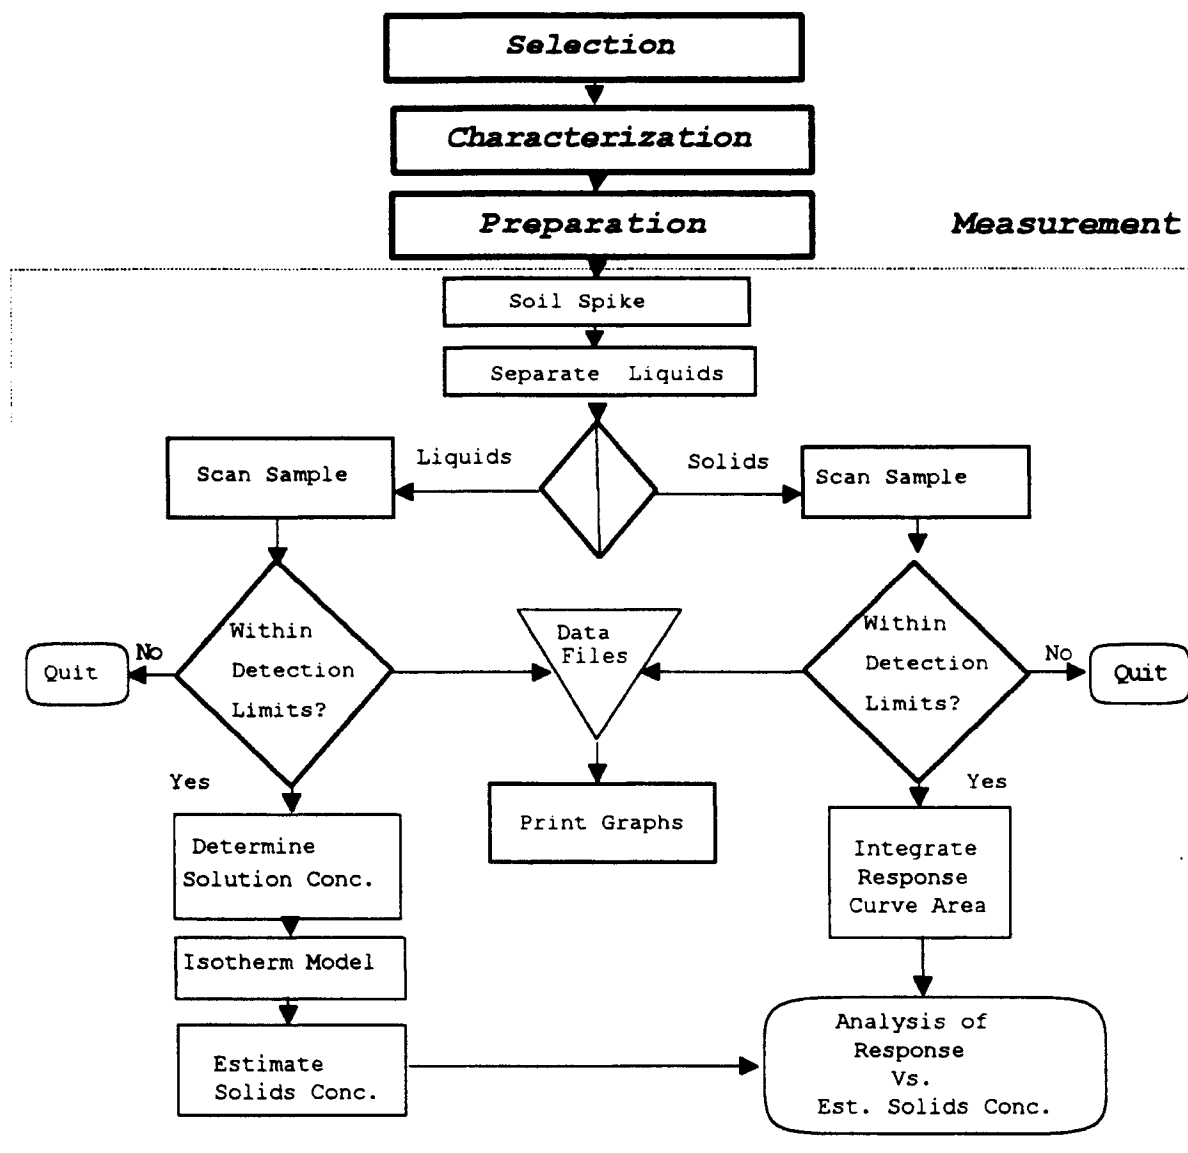 Selection
Characterization
Preparation
Measurement
Soil Spike
Separate Liquids
Liquids
Solids
Scan Sample
Scan Sample
Within
Detection
Limits?
No
Quit
Yes
Data
Files
Print Graphs
Within
Detection
Limits?
No
Quit
Yes
Determine
Solution Conc.
Isotherm Model
Estimate
Solids Conc.
Integrate
Response
Curve Area
Analysis of
Response
Vs.
Est. Solids Conc.